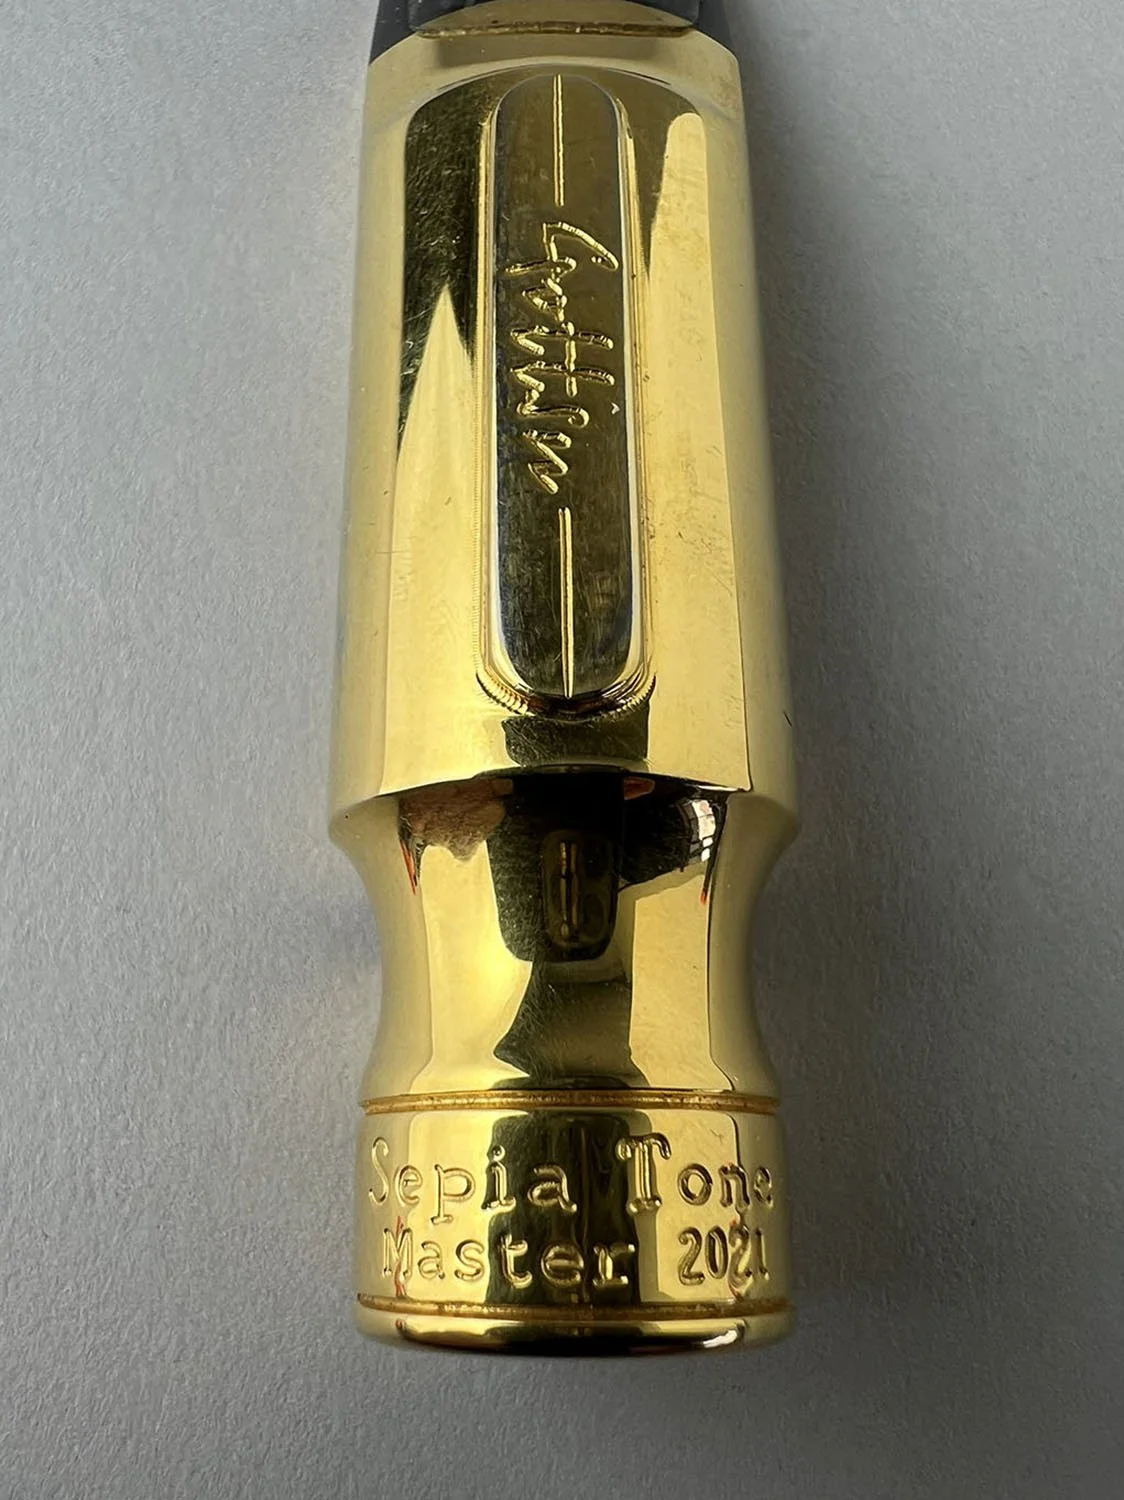 Gottsu
Sepia Tone
Master 2021